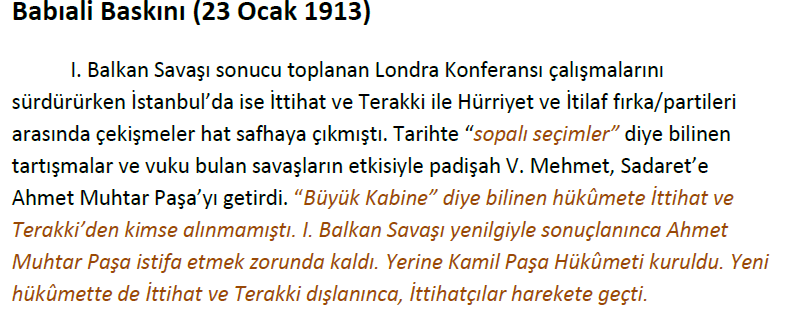 Babıali Baskını (23 Ocak 1913)
I. Balkan Savaşı sonucu toplanan Londra Konferansı çalışmalarını
sürdürürken İstanbul’da ise İttihat ve Terakki ile Hürriyet ve İtilaf fırka/partileri
arasında çekişmeler hat safhaya çıkmıştı. Tarihte “sopalı seçimler” diye bilinen
tartışmalar ve vuku bulan savaşların etkisiyle padişah V. Mehmet, Sadaret’e
Ahmet Muhtar Paşa’yı getirdi. “Büyük Kabine” diye bilinen hükûmete İttihat ve
Terakki’den kimse alınmamıştı. I. Balkan Savaşı yenilgiyle sonuçlanınca Ahmet
Muhtar Paşa istifa etmek zorunda kaldı. Yerine Kamil Paşa Hükûmeti kuruldu. Yeni
hükûmette de İttihat ve Terakki dışlanınca, İttihatçılar harekete geçti.